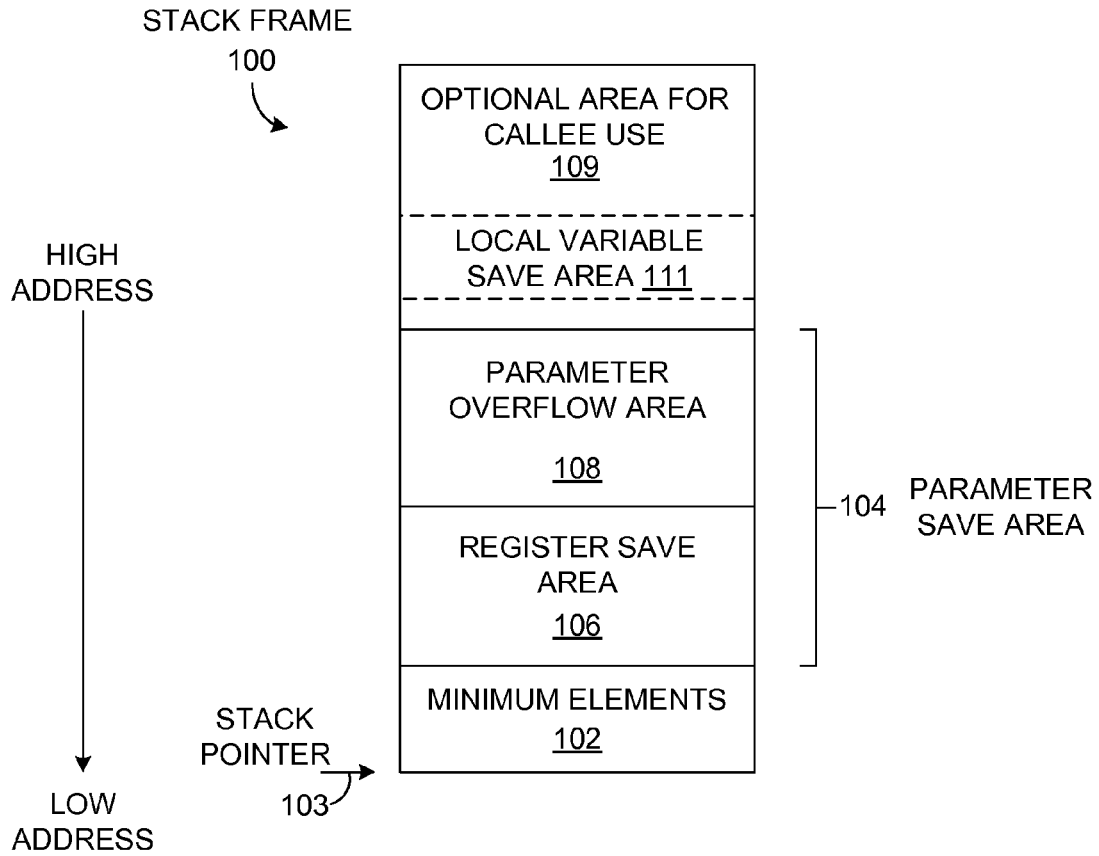 STACK FRAME
100
OPTIONAL AREA FOR
CALLEE USE
109
LOCAL VARIABLE
SAVE AREA 111
HIGH
ADDRESS
PARAMETER
OVERFLOW AREA
108
104
PARAMETER
SAVE AREA
REGISTER SAVE
AREA
106
MINIMUM ELEMENTS
102
STACK
POINTER
103
LOW
ADDRESS